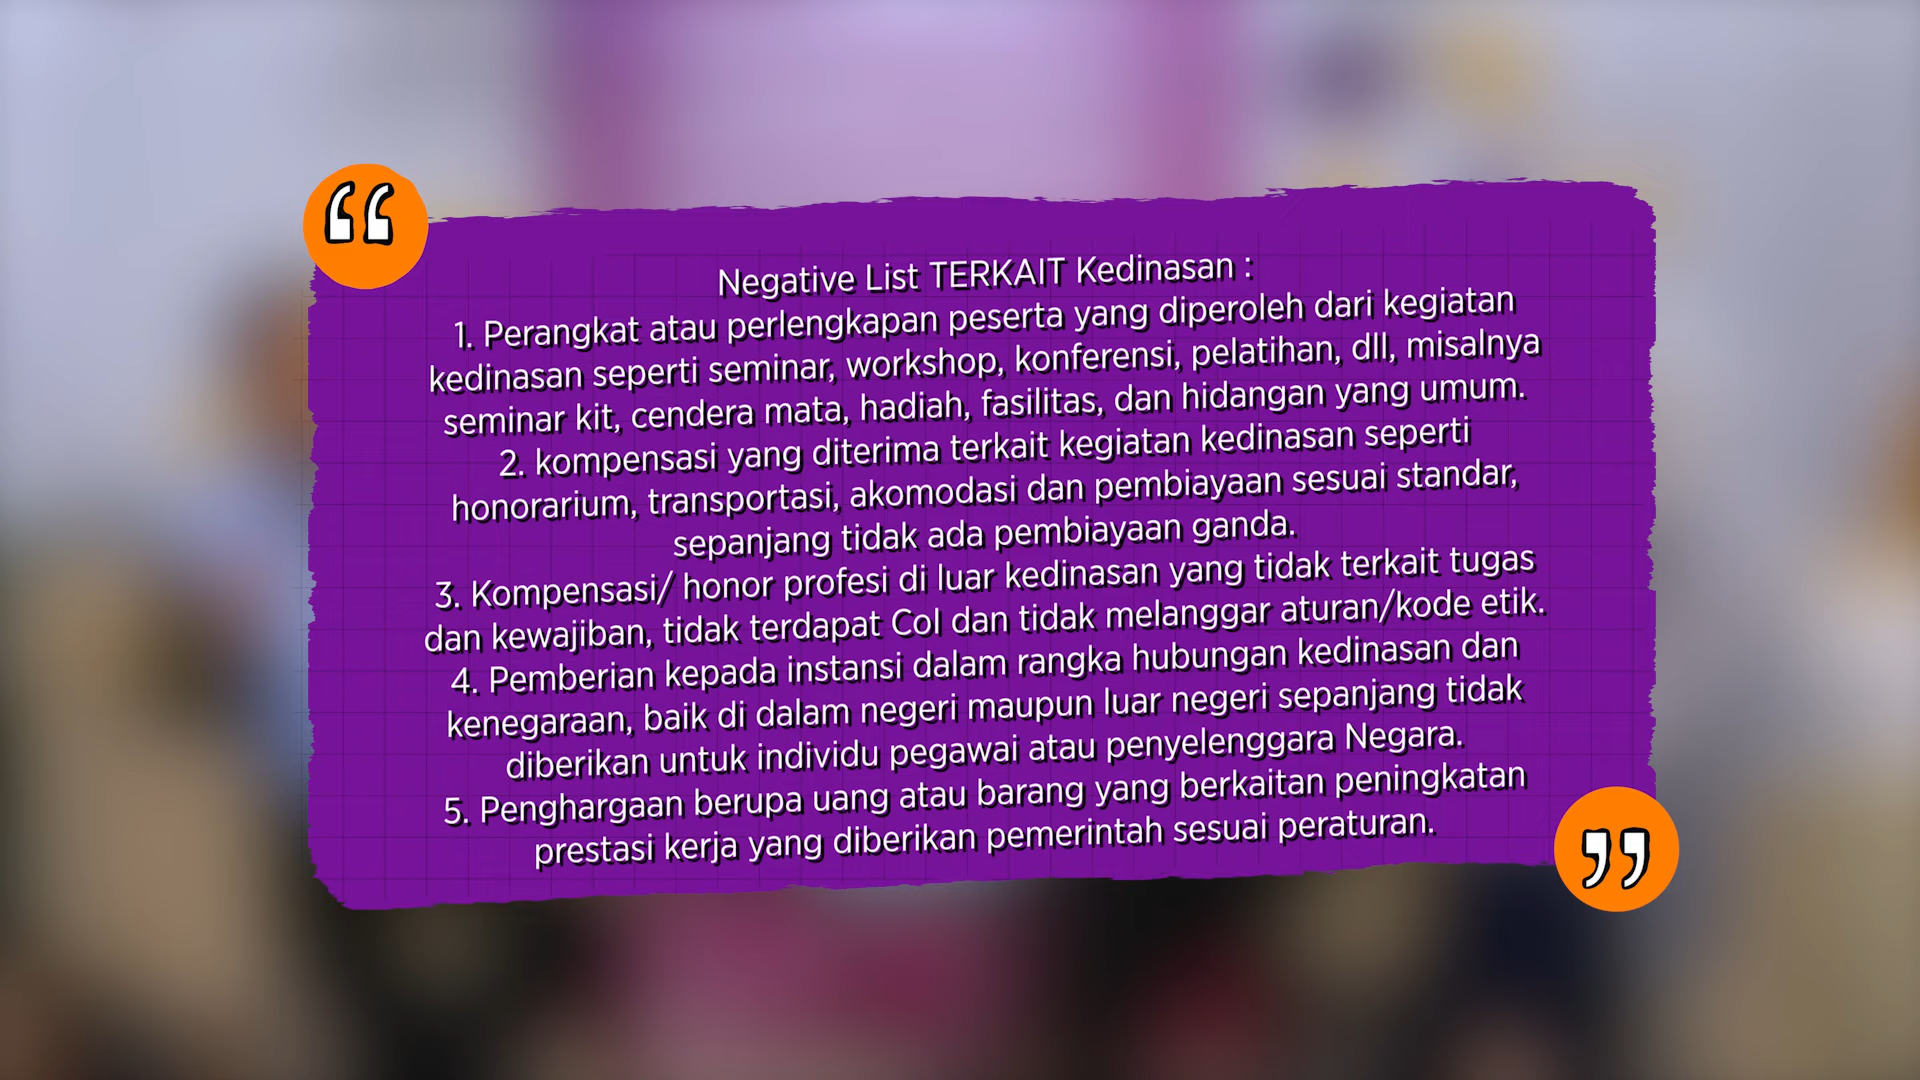 “
Negative List TERKAIT Kedinasan :
1. Perangkat atau perlengkapan peserta yang diperoleh dari kegiatan
kedinasan seperti seminar, workshop, konferensi, pelatihan, dll, misalnya
seminar kit, cendera mata, hadiah, fasilitas, dan hidangan yang umum.
2. kompensasi yang diterima terkait kegiatan kedinasan seperti
honorarium, transportasi, akomodasi dan pembiayaan sesuai standar,
sepanjang tidak ada pembiayaan ganda.
3. Kompensasi/ honor profesi di luar kedinasan yang tidak terkait tugas
dan kewajiban, tidak terdapat CoI dan tidak melanggar aturan/kode etik.
4. Pemberian kepada instansi dalam rangka hubungan kedinasan dan
kenegaraan, baik di dalam negeri maupun luar negeri sepanjang tidak
diberikan untuk individu pegawai atau penyelenggara Negara.
5. Penghargaan berupa uang atau barang yang berkaitan peningkatan
prestasi kerja yang diberikan pemerintah sesuai peraturan.
”